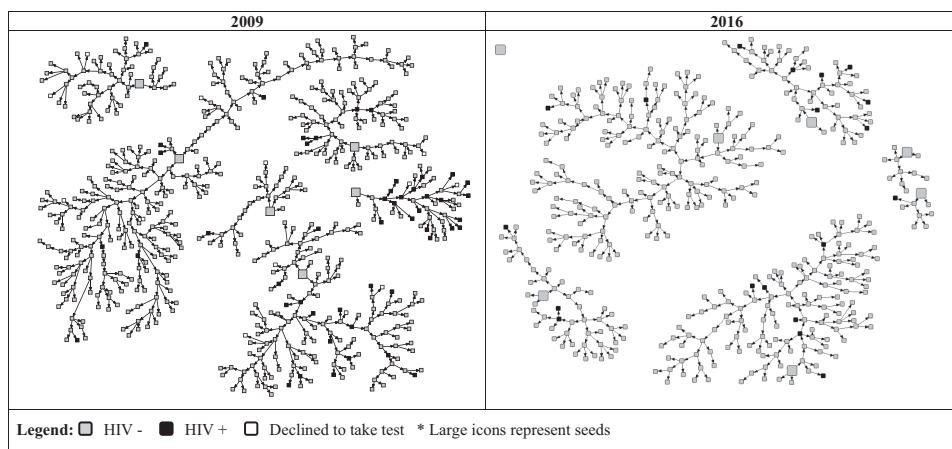 2009
2016
Legend: HIV - HIV + Declined to take test * Large icons represent seeds